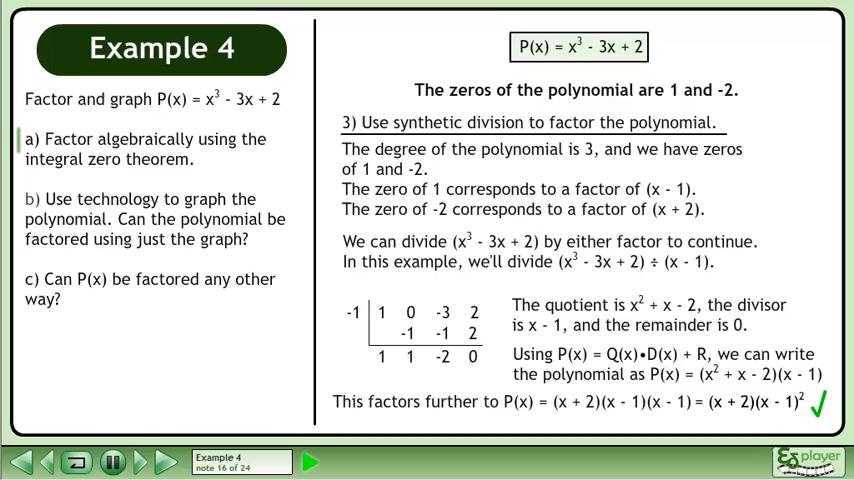 Example 4
Factor and graph P(x) = x³ - 3x + 2
a) Factor algebraically using the
integral zero theorem.
b) Use technology to graph the
polynomial. Can the polynomial be
factored using just the graph?
c) Can P(x) be factored any other
way?
P(x) = x³ - 3x + 2
The zeros of the polynomial are 1 and -2.
3) Use synthetic division to factor the polynomial.
The degree of the polynomial is 3, and we have zeros
of 1 and -2.
The zero of 1 corresponds to a factor of (x - 1).
The zero of -2 corresponds to a factor of (x + 2).
We can divide (x³ - 3x + 2) by either factor to continue.
In this example, we'll divide (x³ - 3x + 2) ÷ (x - 1).
-1 1 0 -3 2
-1 -1 2
1 1 -2 0
The quotient is x² + x - 2, the divisor
is x - 1, and the remainder is 0.
Using P(x) = Q(x)•D(x) + R, we can write
the polynomial as P(x) = (x² + x - 2)(x - 1)
This factors further to P(x) = (x + 2)(x - 1)(x - 1) = (x + 2)(x - 1)²
Example 4
note 16 of 24
player